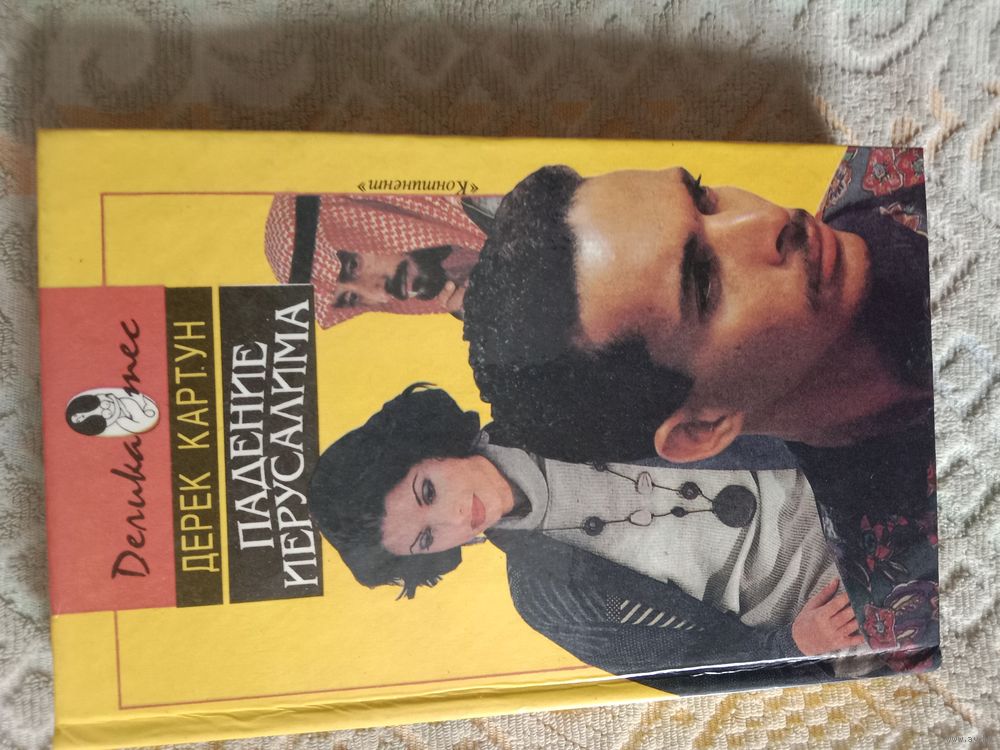 Деликатес
ДЕРЕК КАРТУН
ПАДЕНИЕ
ИЕРУСАЛИМА
«Континент»